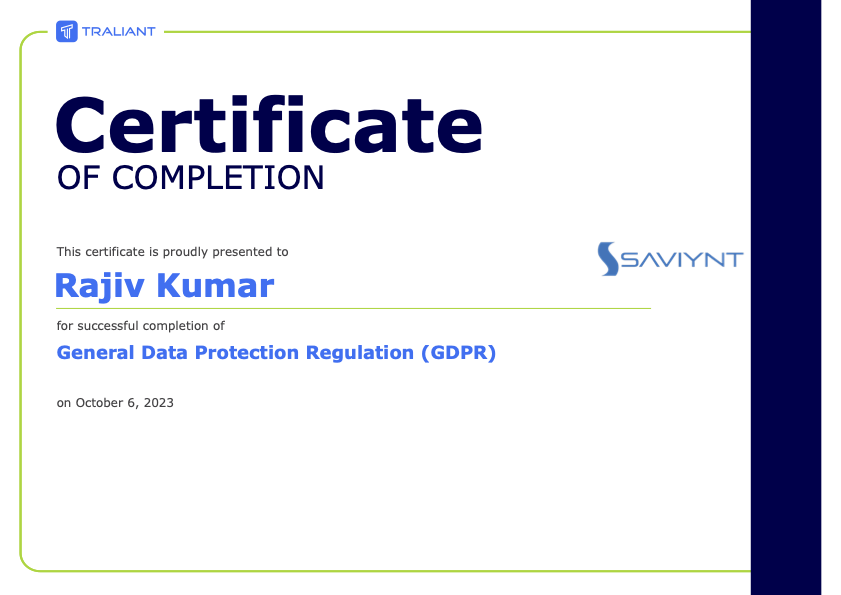 TRALIANT
Certificate
OF COMPLETION
This certificate is proudly presented to
SAVIYNT
Rajiv Kumar
for successful completion of
General Data Protection Regulation (GDPR)
on October 6, 2023